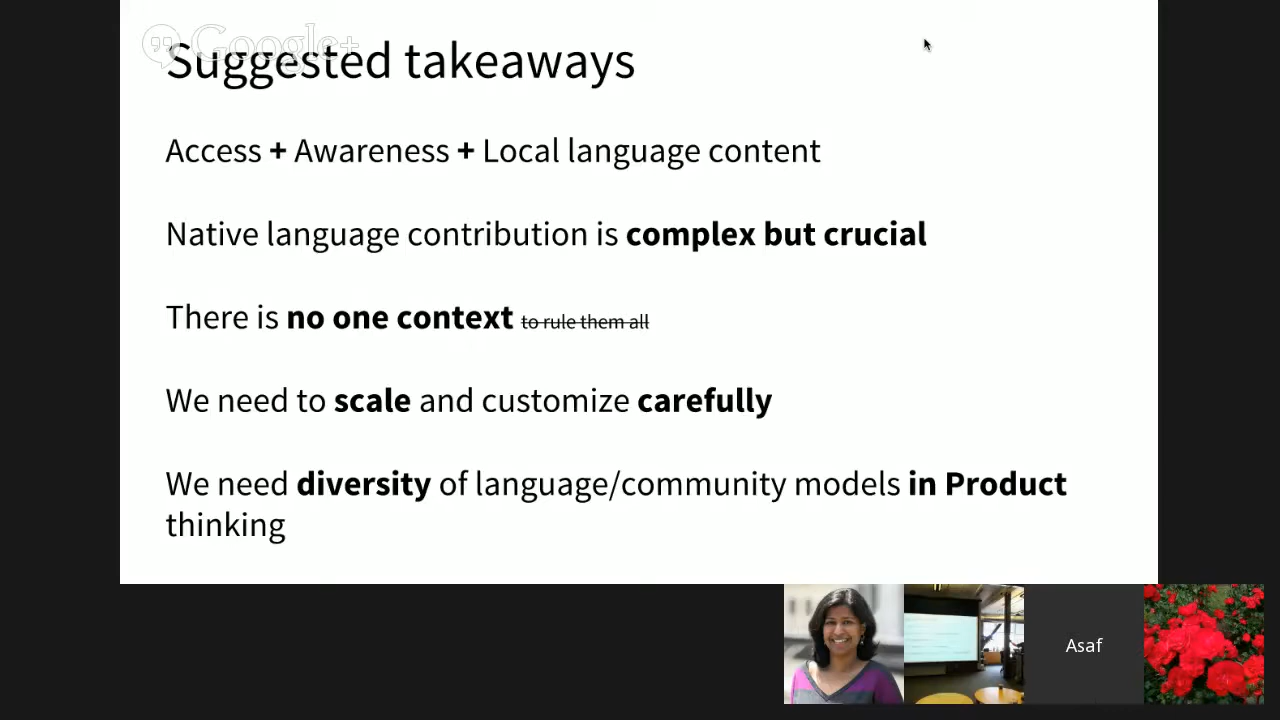 Google+
Suggested takeaways
Access + Awareness + Local language content
Native language contribution is complex but crucial
There is no one context to rule them all
We need to scale and customize carefully
We need diversity of language/community models in Product
thinking
Asaf